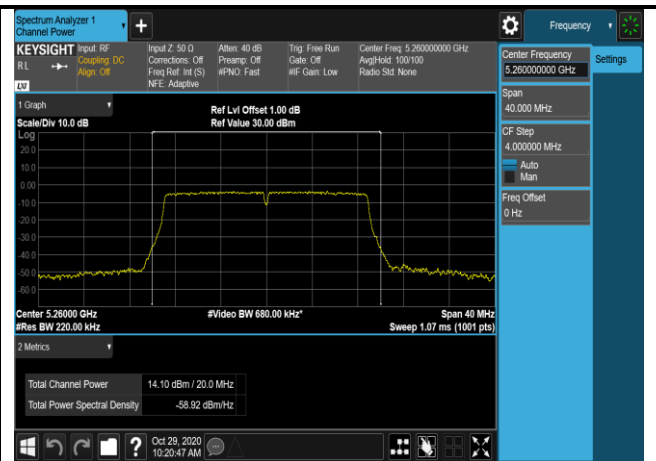 Spectrum Analyzer 1
Channel Power
+
Frequency
KEYSIGHT
RL
LXI
Input: RF
Coupling: DC
Align: Off
Input Z: 50 Ω
Corrections: Off
Freq Ref: Int (S)
NFE: Adaptive
Atten: 40 dB
Preamp: Off
#PNO: Fast
Trig: Free Run
Gate: Off
#IF Gain: Low
Center Freq: 5.260000000 GHz
Avg|Hold: 100/100
Radio Std: None
Center Frequency
5.260000000 GHz
Settings
Span
40.000 MHz
CF Step
4.000000 MHz
Auto
Man
Freq Offset
0 Hz
1 Graph
Scale/Div 10.0 dB
Ref Lvl Offset 1.00 dB
Ref Value 30.00 dBm
Log
20.0
10.0
0.00
-10.0
-20.0
-30.0
-40.0
-50.0
-60.0
Center 5.26000 GHz
#Res BW 220.00 kHz
#Video BW 680.00 kHz*
Span 40 MHz
Sweep 1.07 ms (1001 pts)
2 Metrics
Total Channel Power 14.10 dBm / 20.0 MHz
Total Power Spectral Density -58.92 dBm/Hz
?
Oct 29, 2020
10:20:47 AM